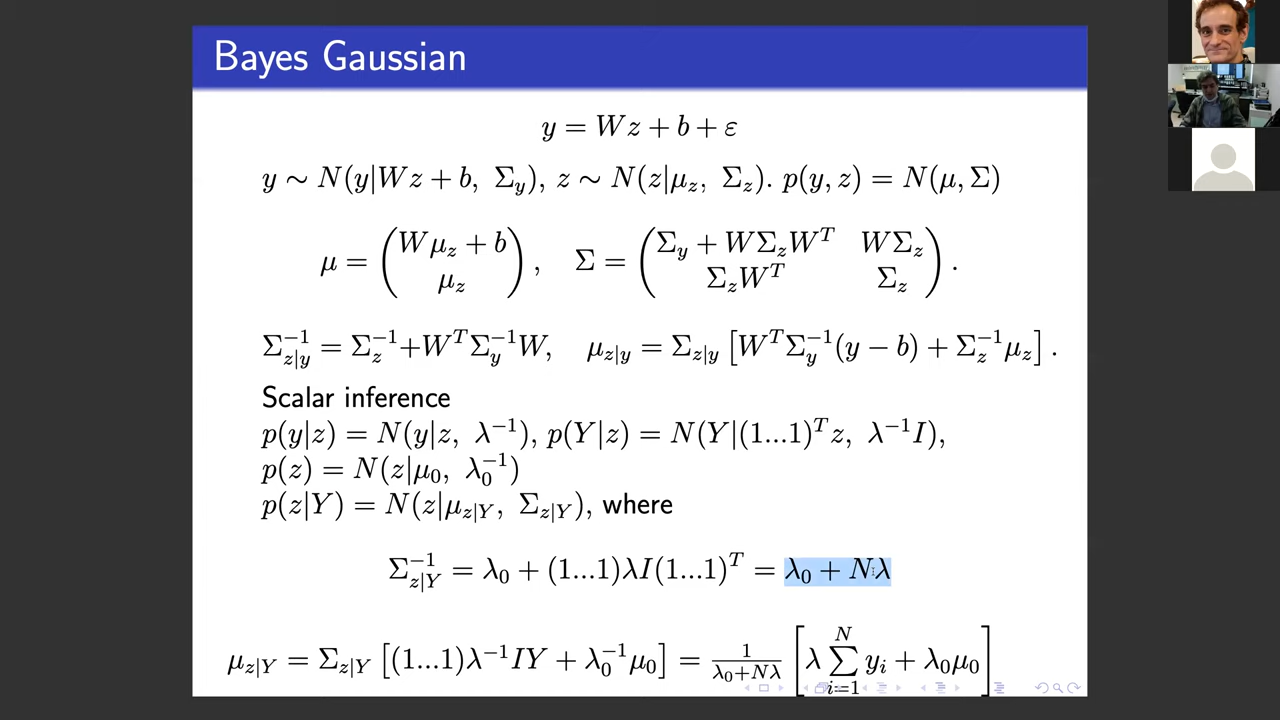 Bayes Gaussian
y = Wz + b + ε
y ∼ N(y|Wz + b, Σ_y), z ∼ N(z|μ_z, Σ_z). p(y, z) = N(μ, Σ)
μ = (Wμ_z + b ; μ_z), Σ = (Σ_y + WΣ_zW^T  WΣ_z ; Σ_zW^T  Σ_z).
Σ_{z|y}^{-1} = Σ_z^{-1}+W^TΣ_y^{-1}W, μ_{z|y} = Σ_{z|y} [W^TΣ_y^{-1}(y − b) + Σ_z^{-1}μ_z].
Scalar inference
p(y|z) = N(y|z, λ^{-1}), p(Y|z) = N(Y|(1...1)^T z, λ^{-1}I),
p(z) = N(z|μ_0, λ_0^{-1})
p(z|Y) = N(z|μ_{z|Y}, Σ_{z|Y}), where
Σ_{z|Y}^{-1} = λ_0 + (1...1)λI(1...1)^T = λ_0 + Nλ
μ_{z|Y} = Σ_{z|Y} [(1...1)λ^{-1}IY + λ_0^{-1}μ_0] = \frac{1}{λ_0+Nλ} [λ \sum_{i=1}^{N} y_i + λ_0μ_0]